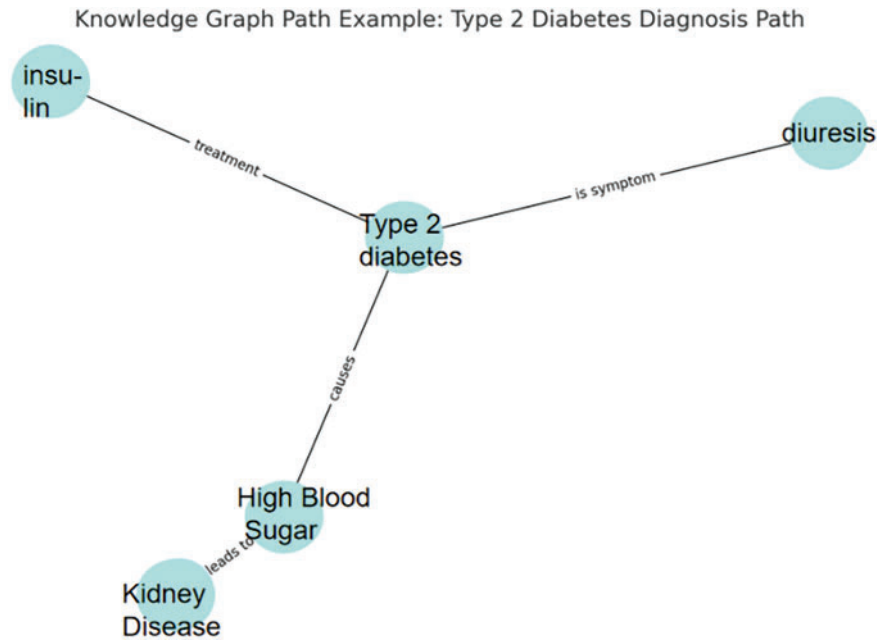 Knowledge Graph Path Example: Type 2 Diabetes Diagnosis Path
insu-
lin
diuresis
treatment
is symptom
Type 2
diabetes
causes
High Blood
Sugar
leads to
Kidney
Disease